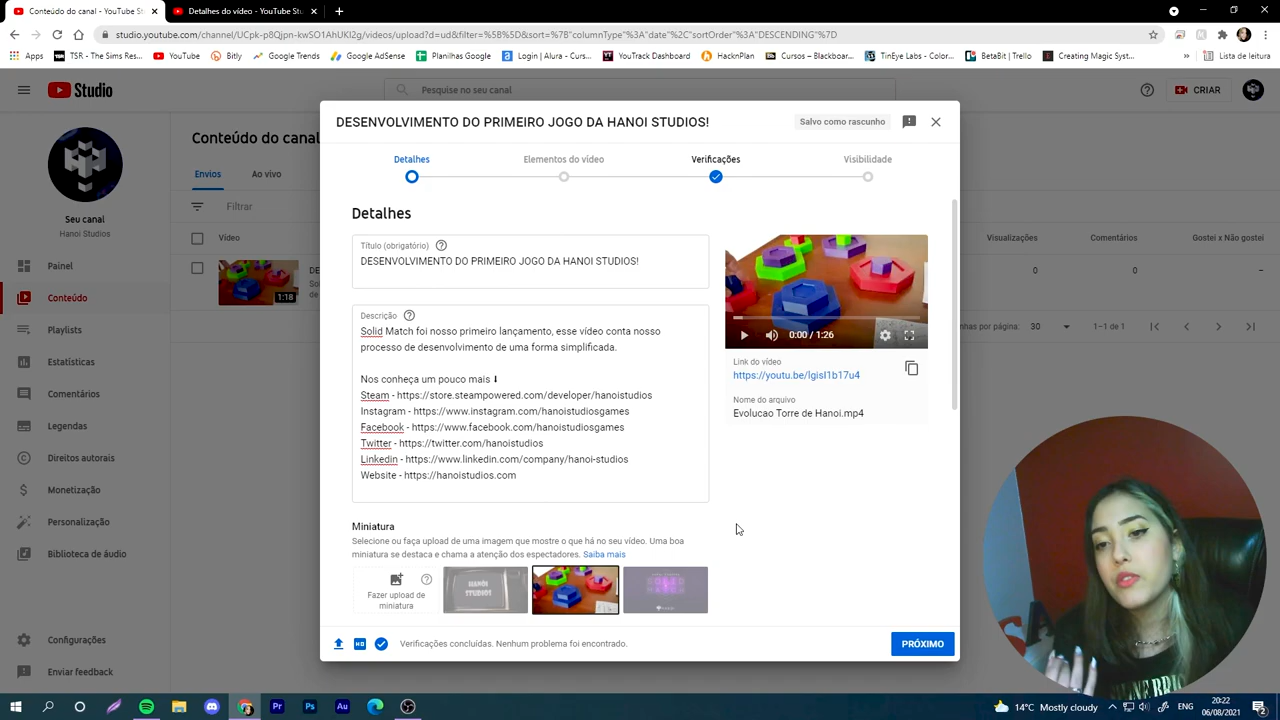 Conteúdo do canal - YouTube St
Detalhes do vídeo - YouTube Stu
studio.youtube.com/channel/UCpk-p8Qjpn-kwSO1AhUKl2g/videos/upload?d=ud&filter=%5B%5D&sort=%7B"columnType"%3A"date"%2C"sortOrder"%3A"DESCENDING"%7D
Apps
TSR - The Sims Res...
YouTube
Bitly
Google Trends
Google AdSense
Planilhas Google
Login | Alura - Curs...
YouTrack Dashboard
HacknPlan
Cursos – Blackboar...
TinEye Labs - Color...
BetaBit | Trello
Creating Magic Sys...
Lista de leitura
Studio
Pesquise no seu canal
CRIAR
DESENVOLVIMENTO DO PRIMEIRO JOGO DA HANOI STUDIOS!
Salvo como rascunho
Detalhes
Elementos do vídeo
Verificações
Visibilidade
Conteúdo do canal
Envios
Ao vivo
Filtrar
Vídeo
Visualizações
Comentários
Gostei x Não gostei
1:18
0
0
–
nhas por página:
30
1–1 de 1
Seu canal
Hanoi Studios
Painel
Conteúdo
Playlists
Estatísticas
Comentários
Legendas
Direitos autorais
Monetização
Personalização
Biblioteca de áudio
Configurações
Enviar feedback
Detalhes
Título (obrigatório)
DESENVOLVIMENTO DO PRIMEIRO JOGO DA HANOI STUDIOS!
Descrição
Solid Match foi nosso primeiro lançamento, esse vídeo conta nosso
processo de desenvolvimento de uma forma simplificada.
Nos conheça um pouco mais ⬇
Steam - https://store.steampowered.com/developer/hanoistudios
Instagram - https://www.instagram.com/hanoistudiosgames
Facebook - https://www.facebook.com/hanoistudiosgames
Twitter - https://twitter.com/hanoistudios
Linkedin - https://www.linkedin.com/company/hanoi-studios
Website - https://hanoistudios.com
0:00 / 1:26
Link do vídeo
https://youtu.be/lgisI1b17u4
Nome do arquivo
Evolucao Torre de Hanoi.mp4
Miniatura
Selecione ou faça upload de uma imagem que mostre o que há no seu vídeo. Uma boa
miniatura se destaca e chama a atenção dos espectadores. Saiba mais
Fazer upload de
miniatura
HANOI
STUDIOS
HD
Verificações concluídas. Nenhum problema foi encontrado.
PRÓXIMO
Pr
Ps
Au
14°C
Mostly cloudy
ENG
20:22
06/08/2021
2